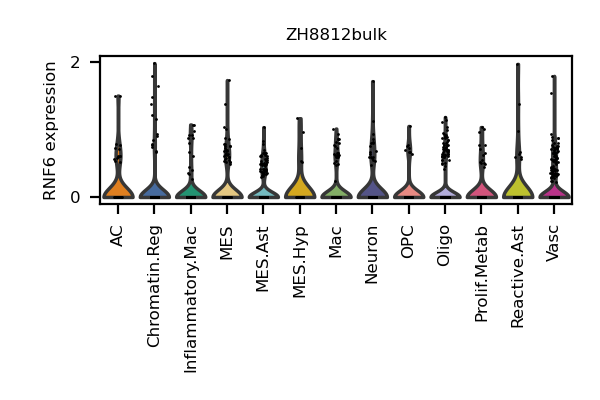 ZH8812bulk
RNF6 expression
2
0
AC
Chromatin.Reg
Inflammatory.Mac
MES
MES.Ast
MES.Hyp
Mac
Neuron
OPC
Oligo
Prolif.Metab
Reactive.Ast
Vasc